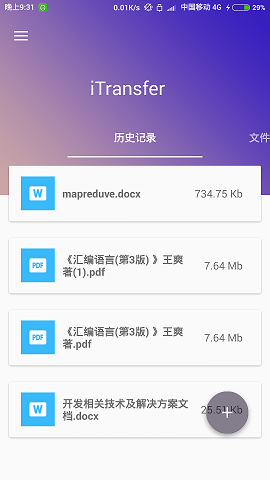 晚上9:31
0.01K/s
中国移动 4G
29%
iTransfer
历史记录
文件
mapreduve.docx
734.75 Kb
《汇编语言(第3版) 》王爽
著(1).pdf
7.64 Mb
《汇编语言(第3版) 》王爽
著.pdf
7.64 Mb
开发相关技术及解决方案文
档.docx
25.51 Kb
W
PDF
PDF
W